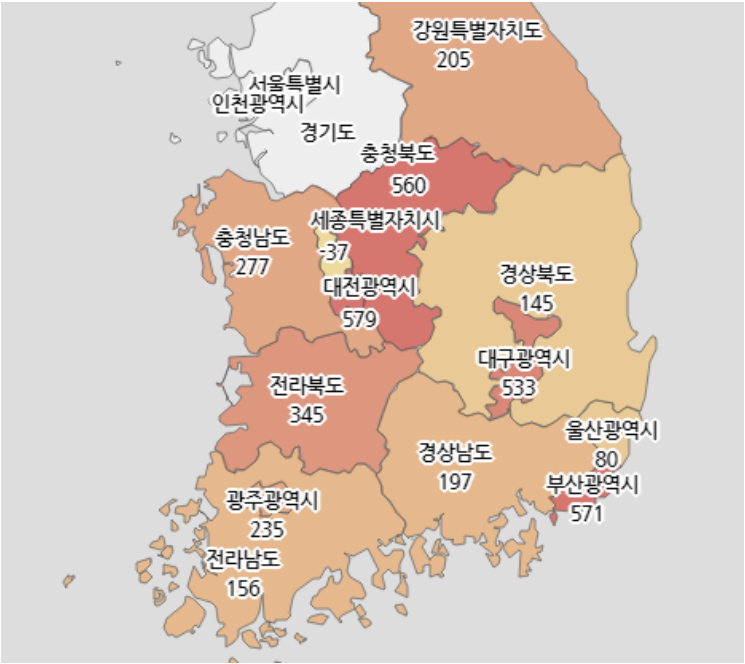 강원특별자치도
205
서울특별시
인천광역시
경기도
충청북도
560
세종특별자치시
-37
충청남도
277
대전광역시
579
경상북도
145
대구광역시
533
전라북도
345
울산광역시
80
경상남도
197
부산광역시
571
광주광역시
235
전라남도
156